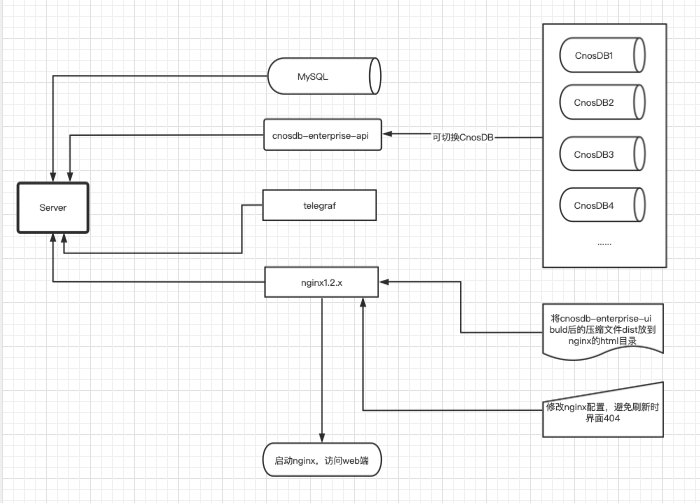 MySQL
CnosDB1
CnosDB2
cnosdb-enterprise-api
可切换CnosDB
CnosDB3
Server
telegraf
CnosDB4
......
nginx1.2.x
将cnosdb-enterprise-ui
buld后的压缩文件dist放到
nginx的html目录
修改nginx配置，避免刷新时
界面404
启动nginx，访问web端